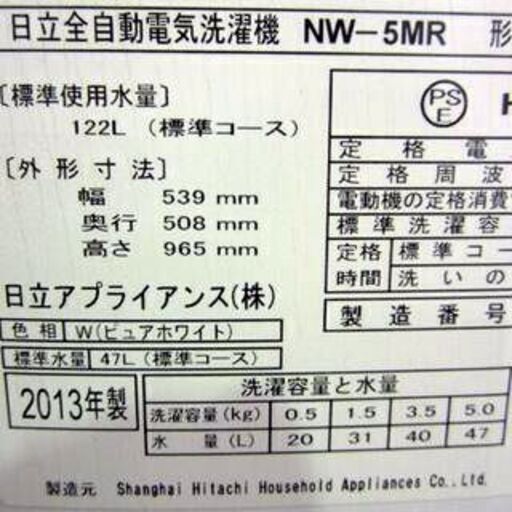 日立全自動電気洗濯機 NW-5MR 形
〔標準使用水量〕
122L (標準コース)
〔外形寸法〕
幅 539 mm
奥行 508 mm
高さ 965 mm
日立アプライアンス(株)
色相 W(ピュアホワイト)
標準水量 47L (標準コース)
2013年製
洗濯容量と水量
洗濯容量(kg) 0.5 1.5 3.5 5.0
水 量(L) 20 31 40 47
製造元 Shanghai Hitachi Household Appliances Co., Ltd.
PSE
定格電
定格周波
電動機の定格消費
標準洗濯容
定格時間 標準コー
洗いの
製造番号